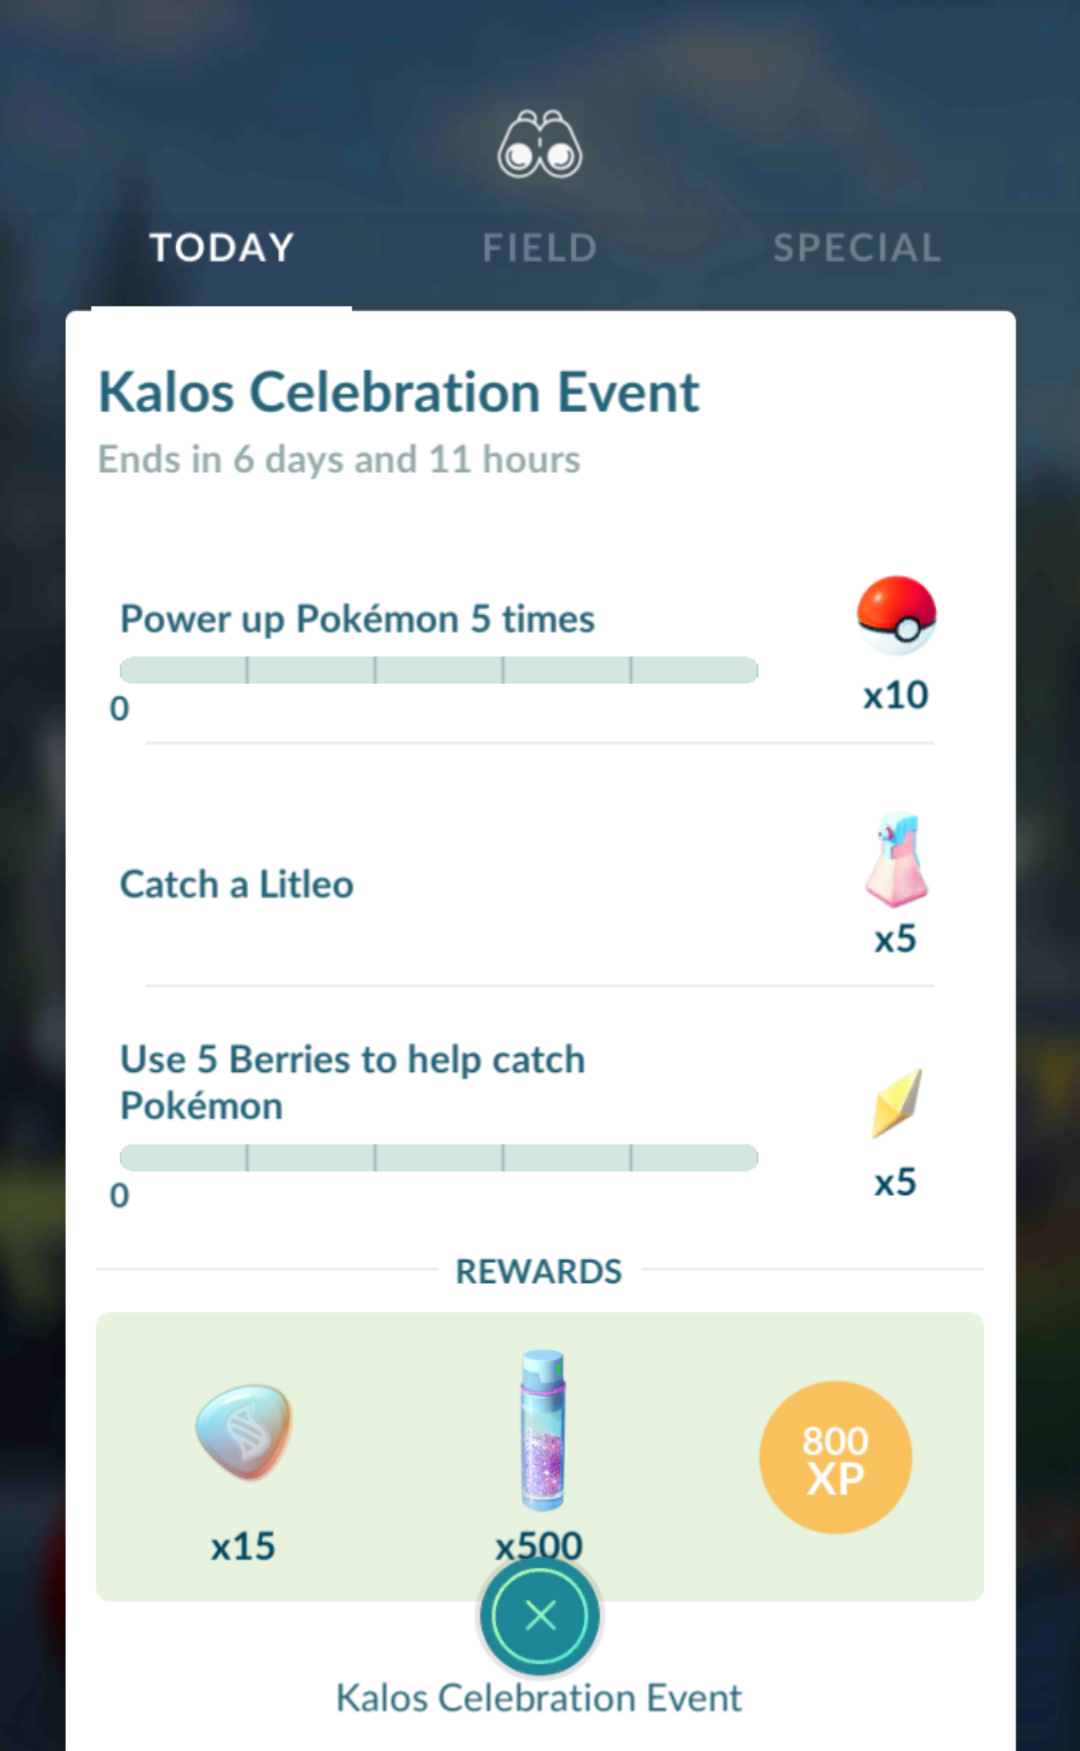 TODAY FIELD SPECIAL
Kalos Celebration Event
Ends in 6 days and 11 hours
Power up Pokémon 5 times
0
x10
Catch a Litleo
x5
Use 5 Berries to help catch
Pokémon
0
x5
REWARDS
800
XP
x15 x500
Kalos Celebration Event